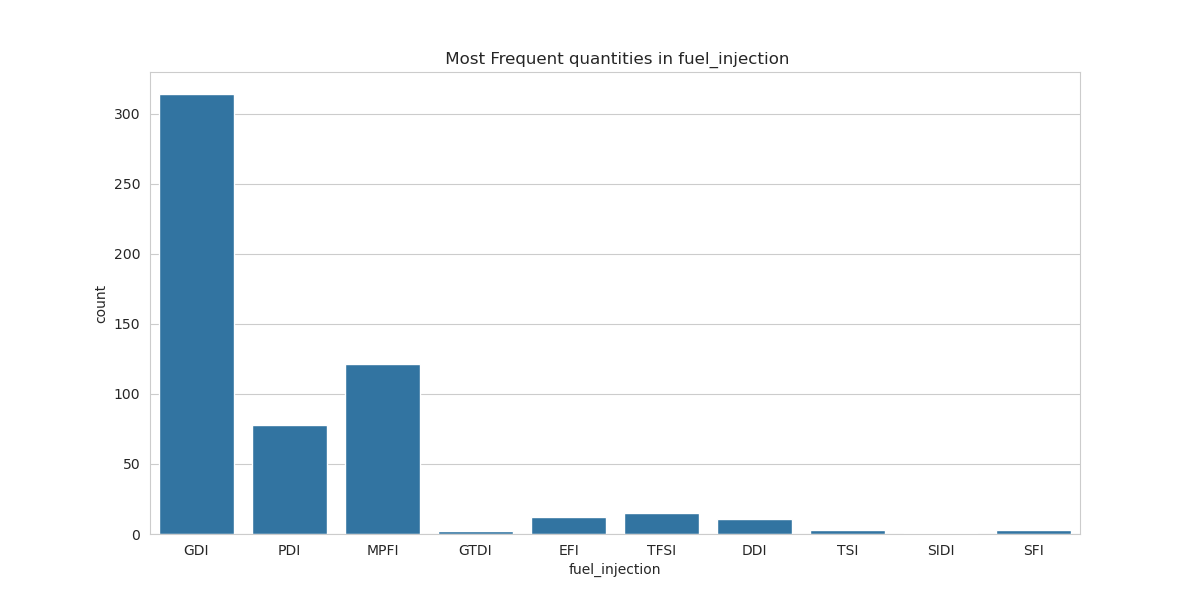 Most Frequent quantities in fuel_injection
300
250
200
150
100
50
0
count
GDI PDI MPFI GTDI EFI TFSI DDI TSI SIDI SFI
fuel_injection